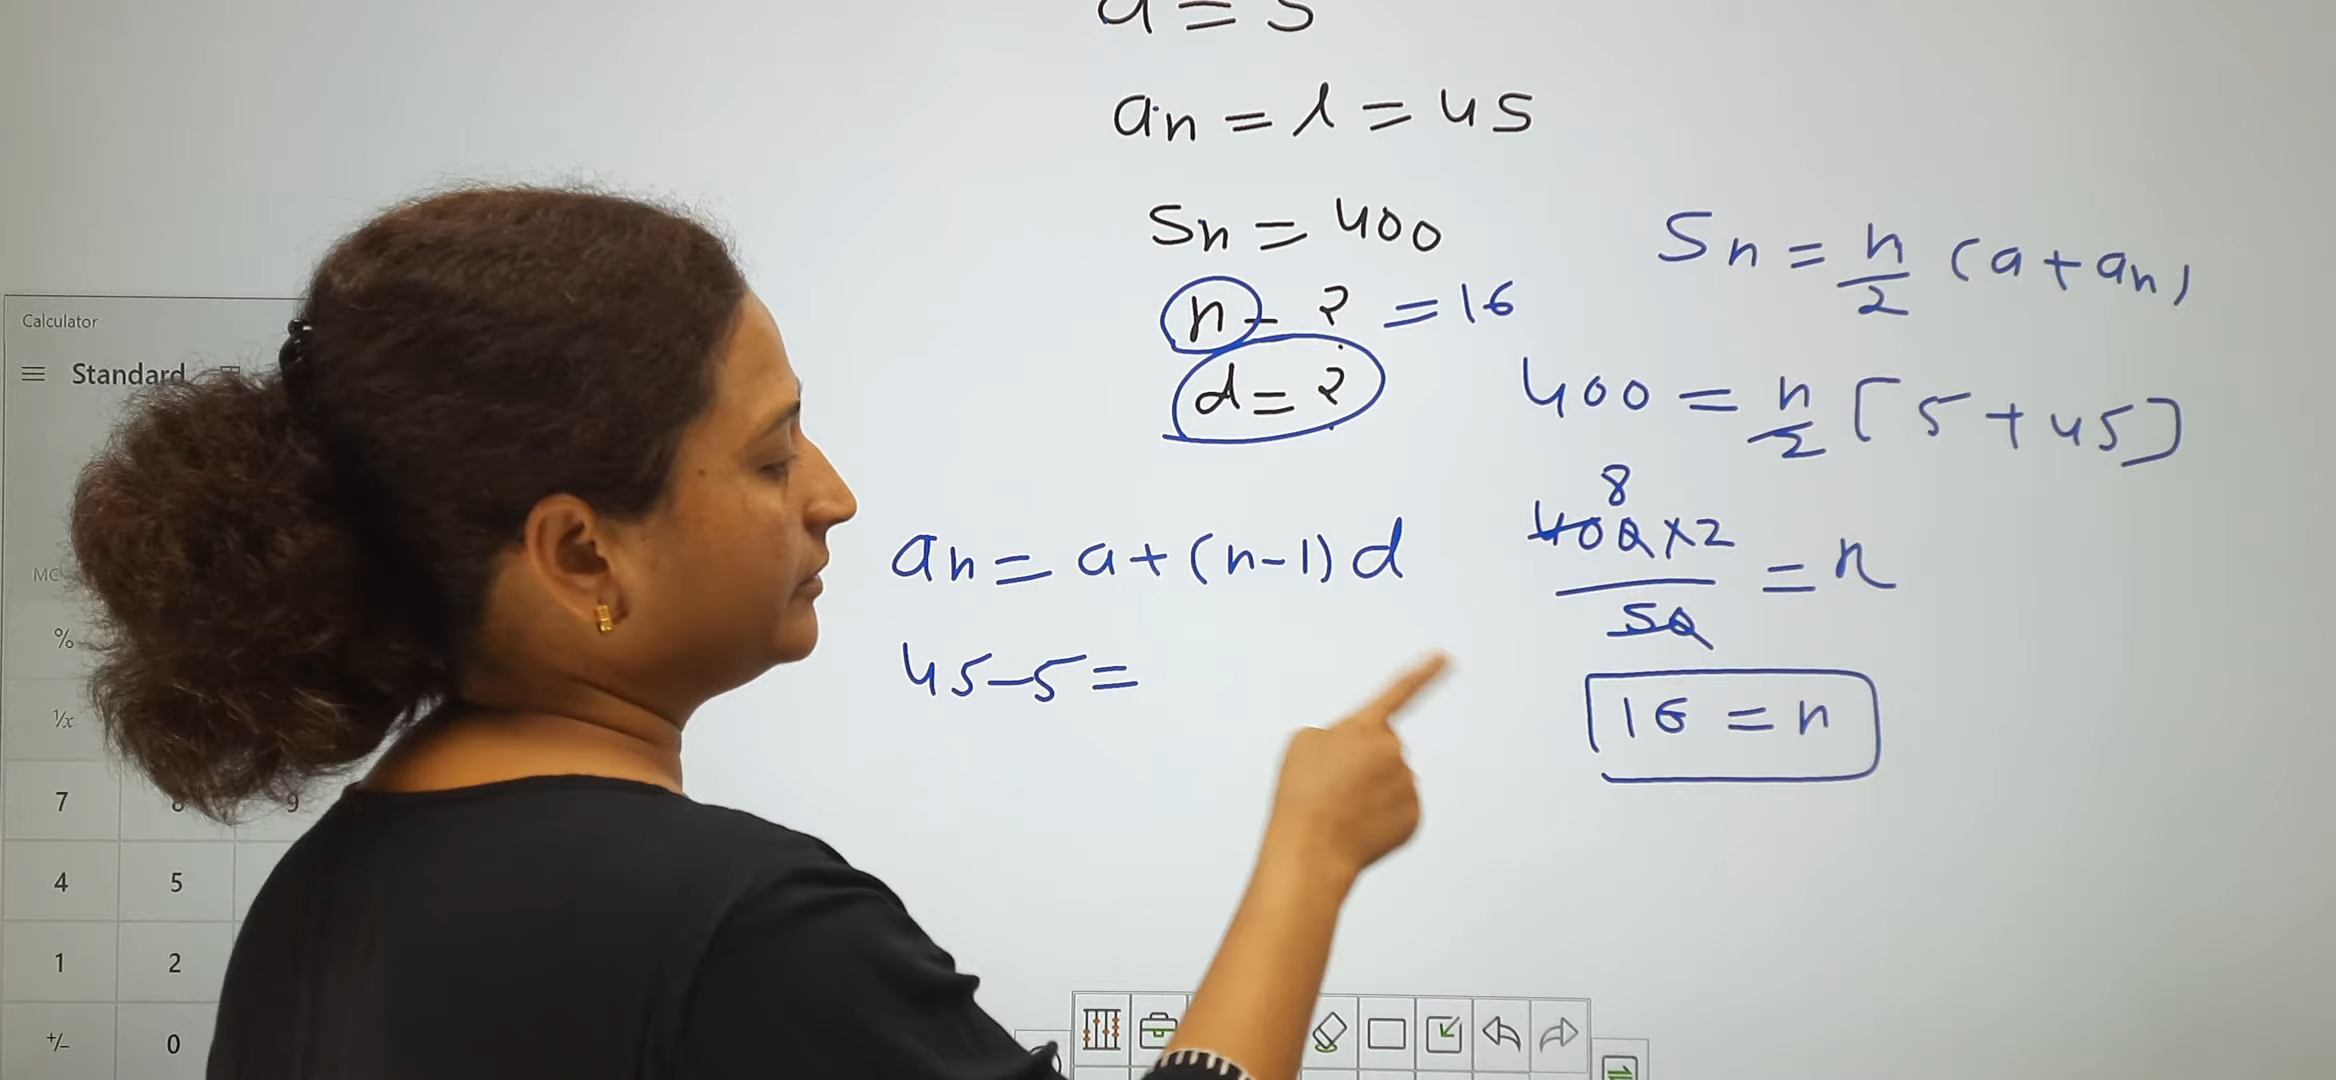 a = 5
an = l = 45
Sn = 400
n - ? = 16
d = ?
Sn = n/2 (a + an)
400 = n/2 [5 + 45]
8
400 × 2 / 50 = n
16 = n
an = a + (n-1) d
45 - 5 =
Calculator
Standard
MC
%
1/x
7 8 9
4 5
1 2
+/- 0